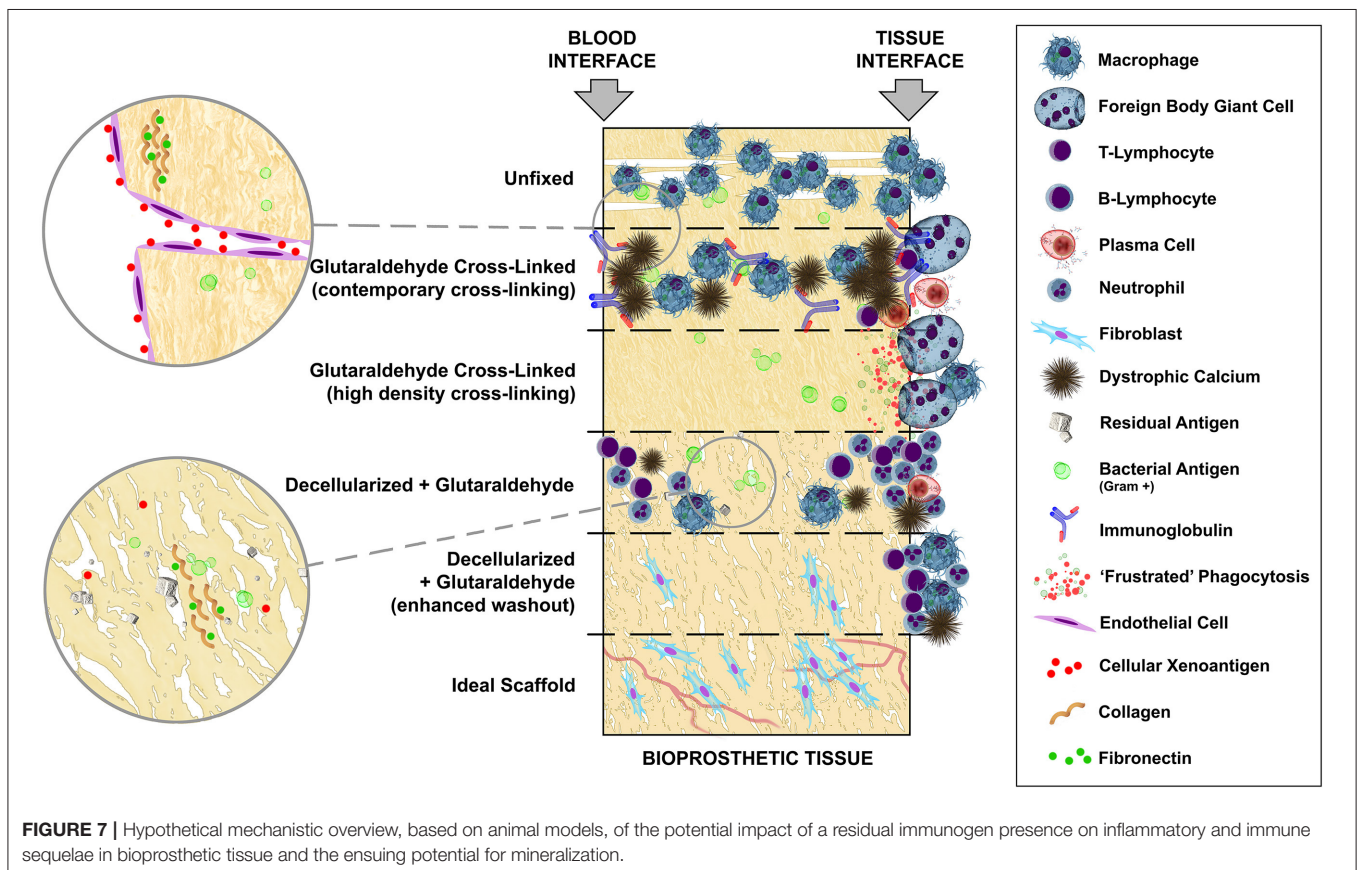 BLOOD
INTERFACE
TISSUE
INTERFACE
Unfixed
Glutaraldehyde Cross-Linked
(contemporary cross-linking)
Glutaraldehyde Cross-Linked
(high density cross-linking)
Decellularized + Glutaraldehyde
Decellularized
+ Glutaraldehyde
(enhanced washout)
Ideal Scaffold
BIOPROSTHETIC TISSUE
Macrophage
Foreign Body Giant Cell
T-Lymphocyte
B-Lymphocyte
Plasma Cell
Neutrophil
Fibroblast
Dystrophic Calcium
Residual Antigen
Bacterial Antigen
(Gram +)
Immunoglobulin
‘Frustrated’ Phagocytosis
Endothelial Cell
Cellular Xenoantigen
Collagen
Fibronectin
FIGURE 7 | Hypothetical mechanistic overview, based on animal models, of the potential impact of a residual immunogen presence on inflammatory and immune
sequelae in bioprosthetic tissue and the ensuing potential for mineralization.